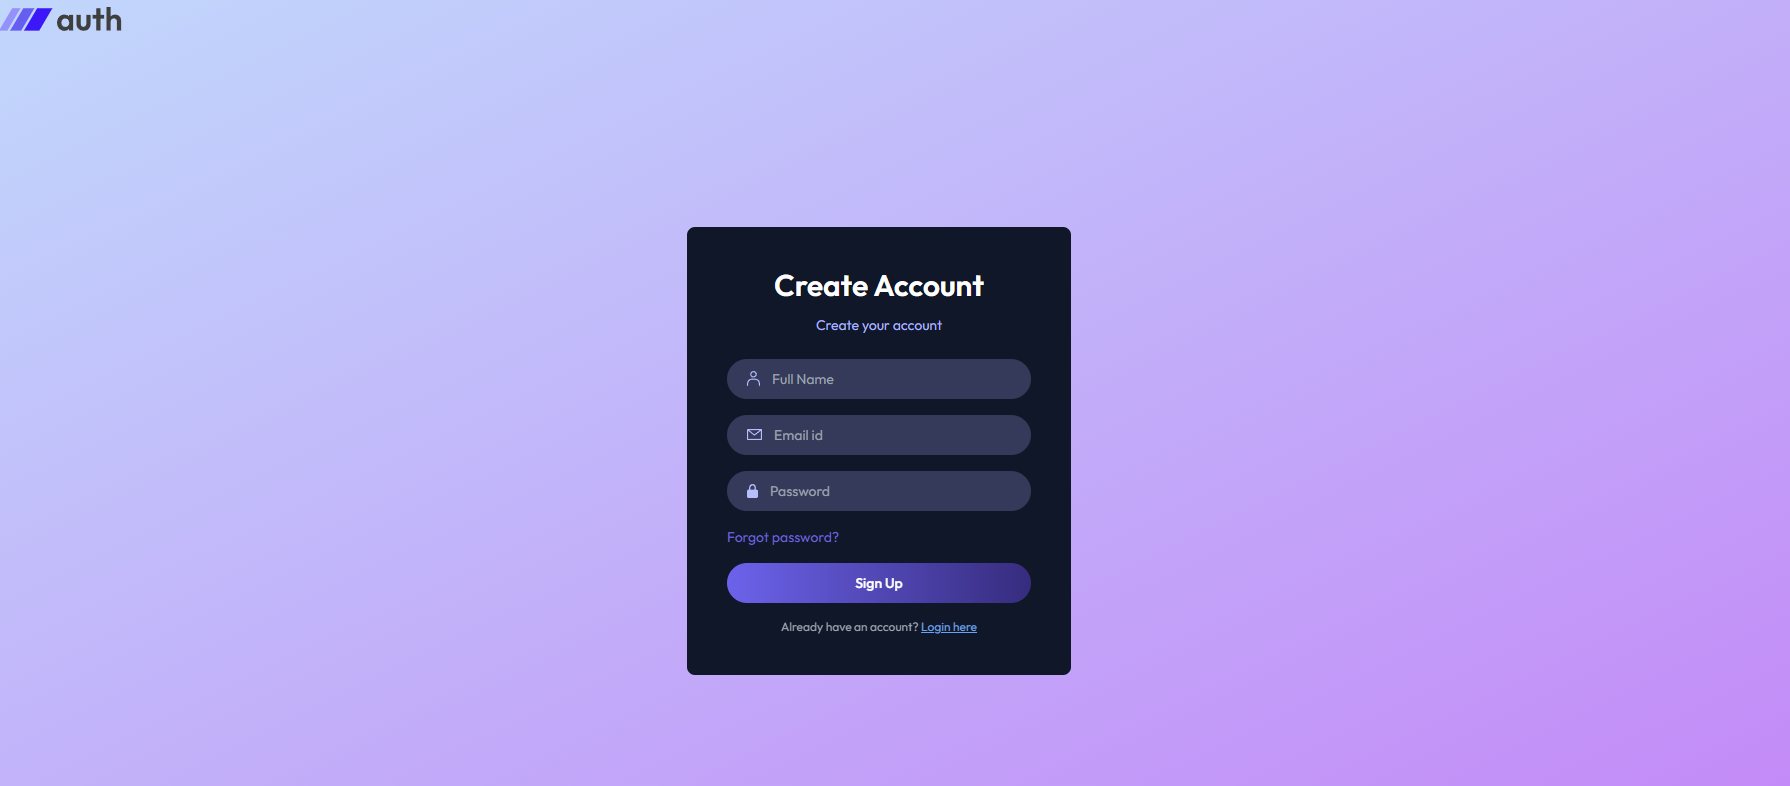 auth
Create Account
Create your account
Full Name
Email id
Password
Forgot password?
Sign Up
Already have an account? Login here